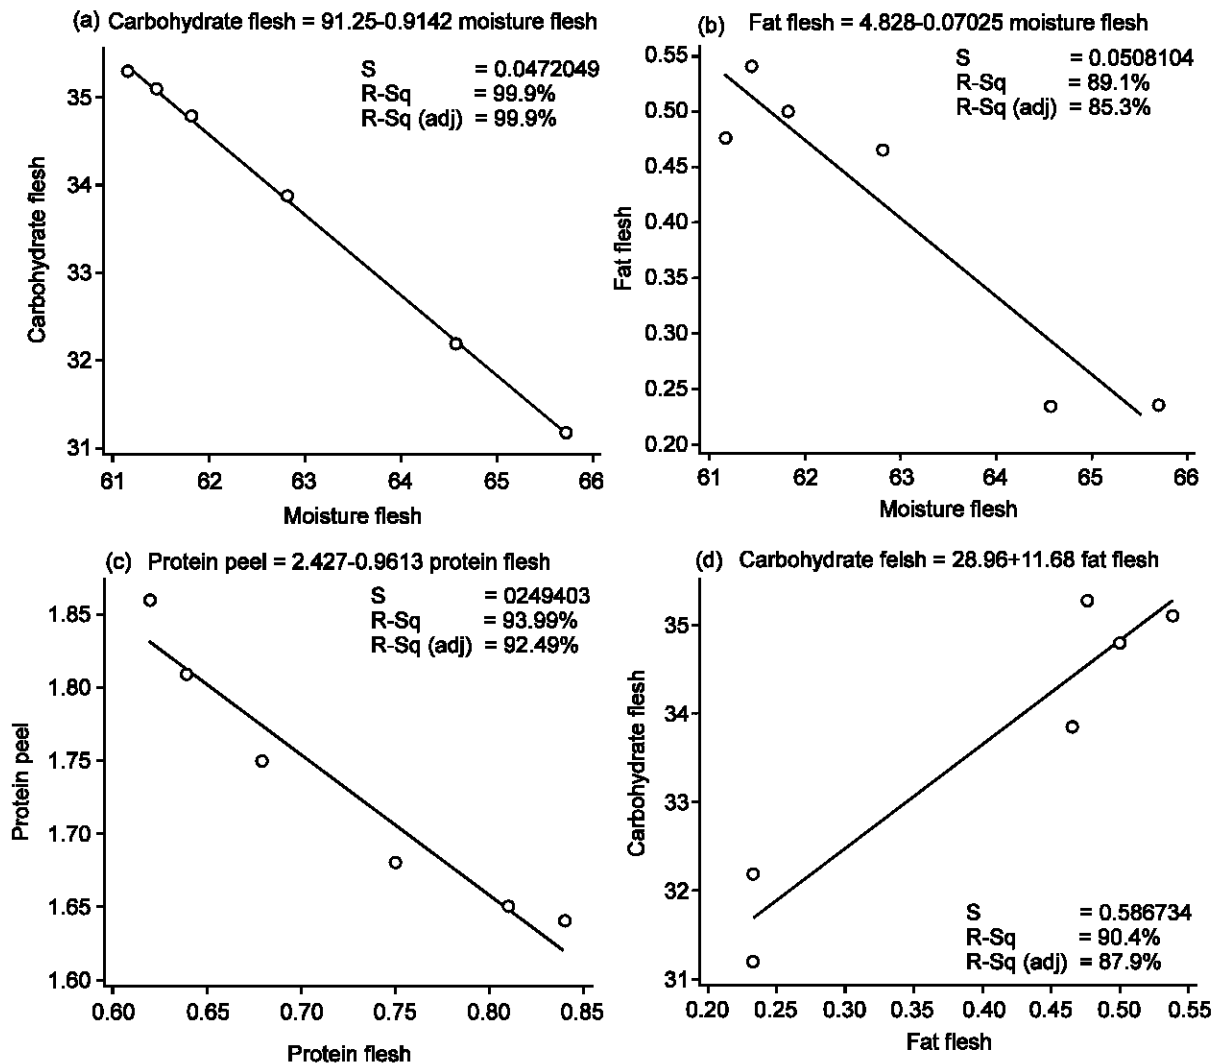 (a) Carbohydrate flesh = 91.25-0.9142 moisture flesh
S = 0.0472049
R-Sq = 99.9%
R-Sq (adj) = 99.9%
35
34
33
32
31
61 62 63 64 65 66
Carbohydrate flesh
Moisture flesh
(b) Fat flesh = 4.828-0.07025 moisture flesh
S = 0.0508104
R-Sq = 89.1%
R-Sq (adj) = 85.3%
0.55
0.50
0.45
0.40
0.35
0.30
0.25
0.20
61 62 63 64 65 66
Fat flesh
Moisture flesh
(c) Protein peel = 2.427-0.9613 protein flesh
S = 0249403
R-Sq = 93.99%
R-Sq (adj) = 92.49%
1.85
1.80
1.75
1.70
1.65
1.60
0.60 0.65 0.70 0.75 0.80 0.85
Protein peel
Protein flesh
(d) Carbohydrate felsh = 28.96+11.68 fat flesh
35
34
33
32
31
S = 0.586734
R-Sq = 90.4%
R-Sq (adj) = 87.9%
0.20 0.25 0.30 0.35 0.40 0.45 0.50 0.55
Carbohydrate flesh
Fat flesh